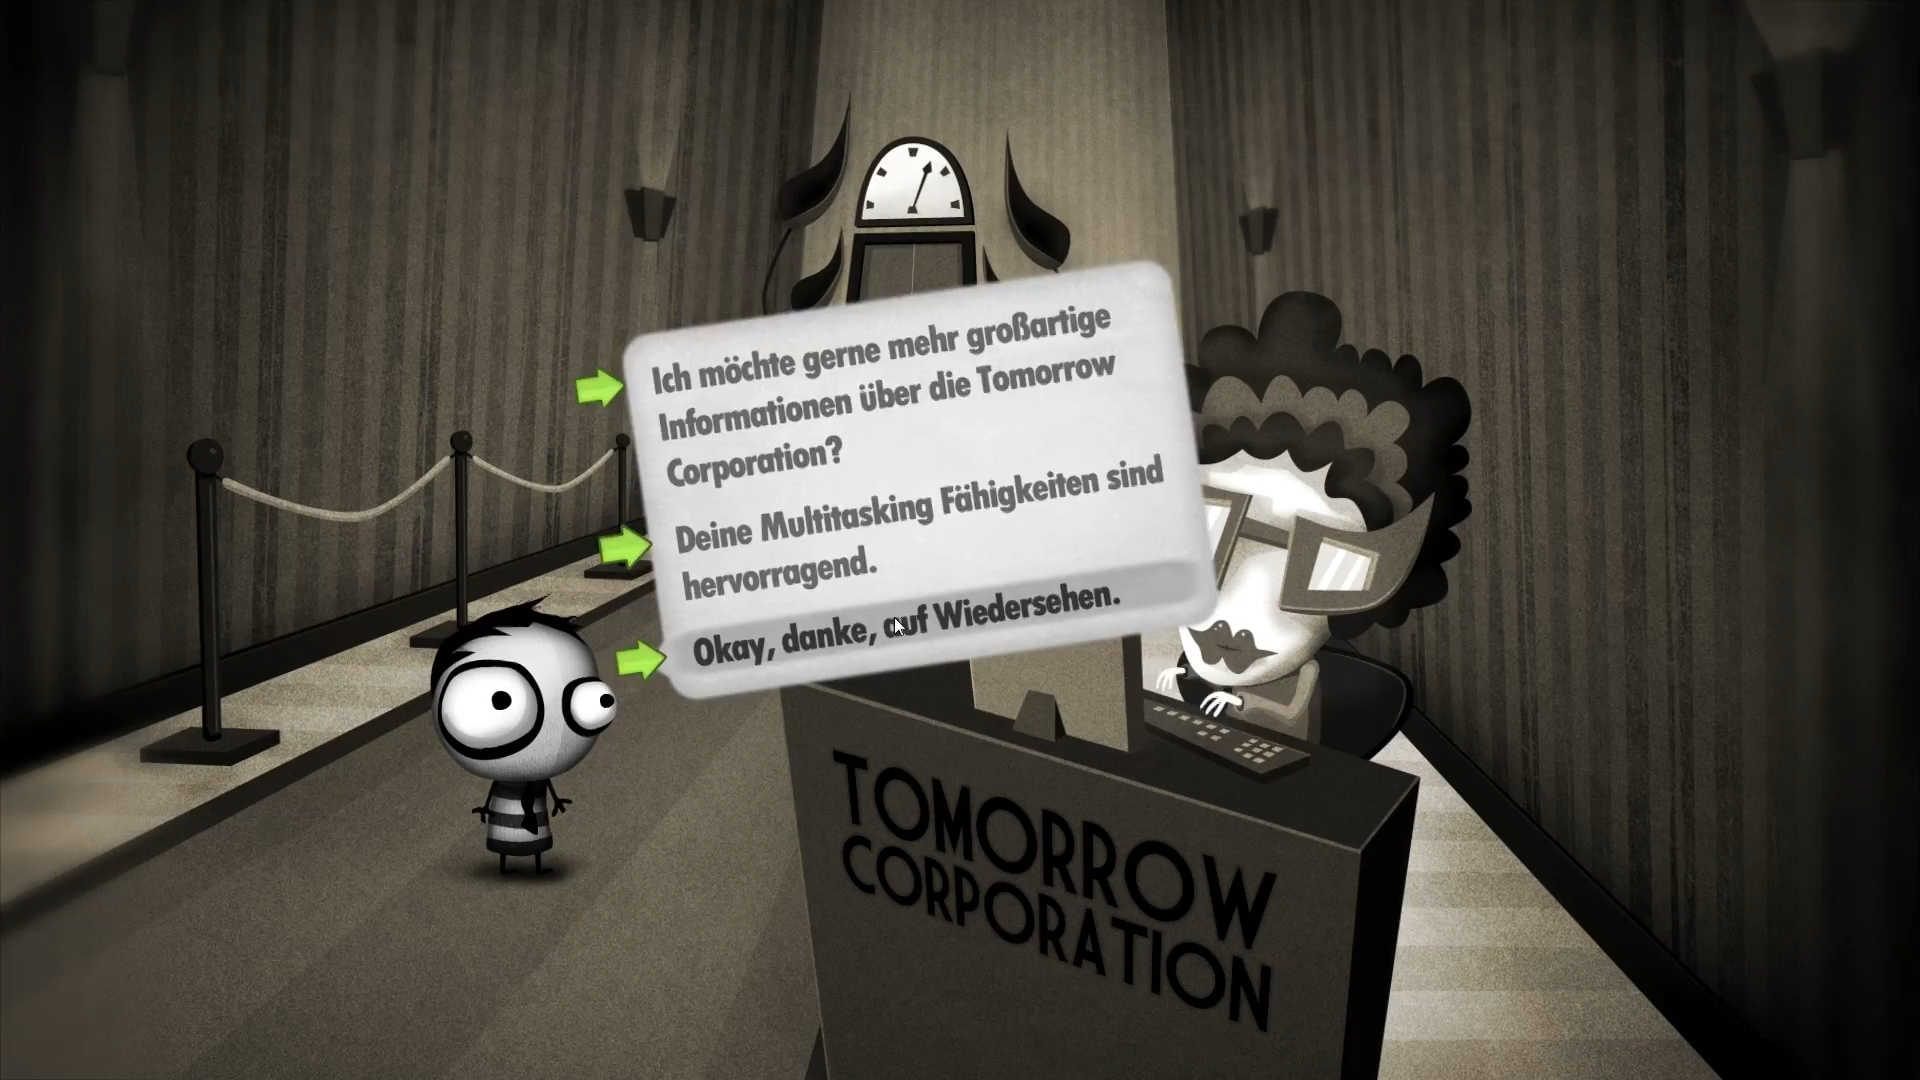 Ich möchte gerne mehr großartige
Informationen über die Tomorrow
Corporation?
Deine Multitasking Fähigkeiten sind
hervorragend.
Okay, danke, auf Wiedersehen.
TOMORROW
CORPORATION